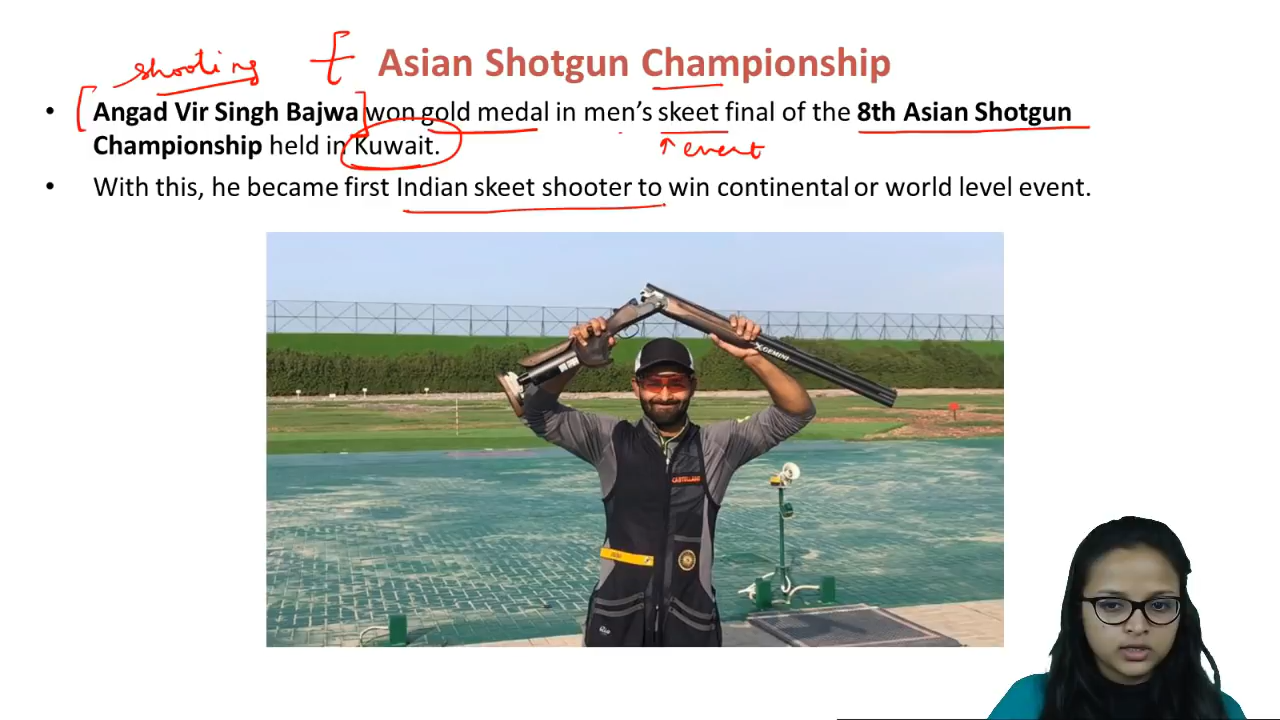 shooting
Asian Shotgun Championship
• Angad Vir Singh Bajwa won gold medal in men’s skeet final of the 8th Asian Shotgun
Championship held in Kuwait.
↑ event
• With this, he became first Indian skeet shooter to win continental or world level event.
GEMINI
CASTELLANI